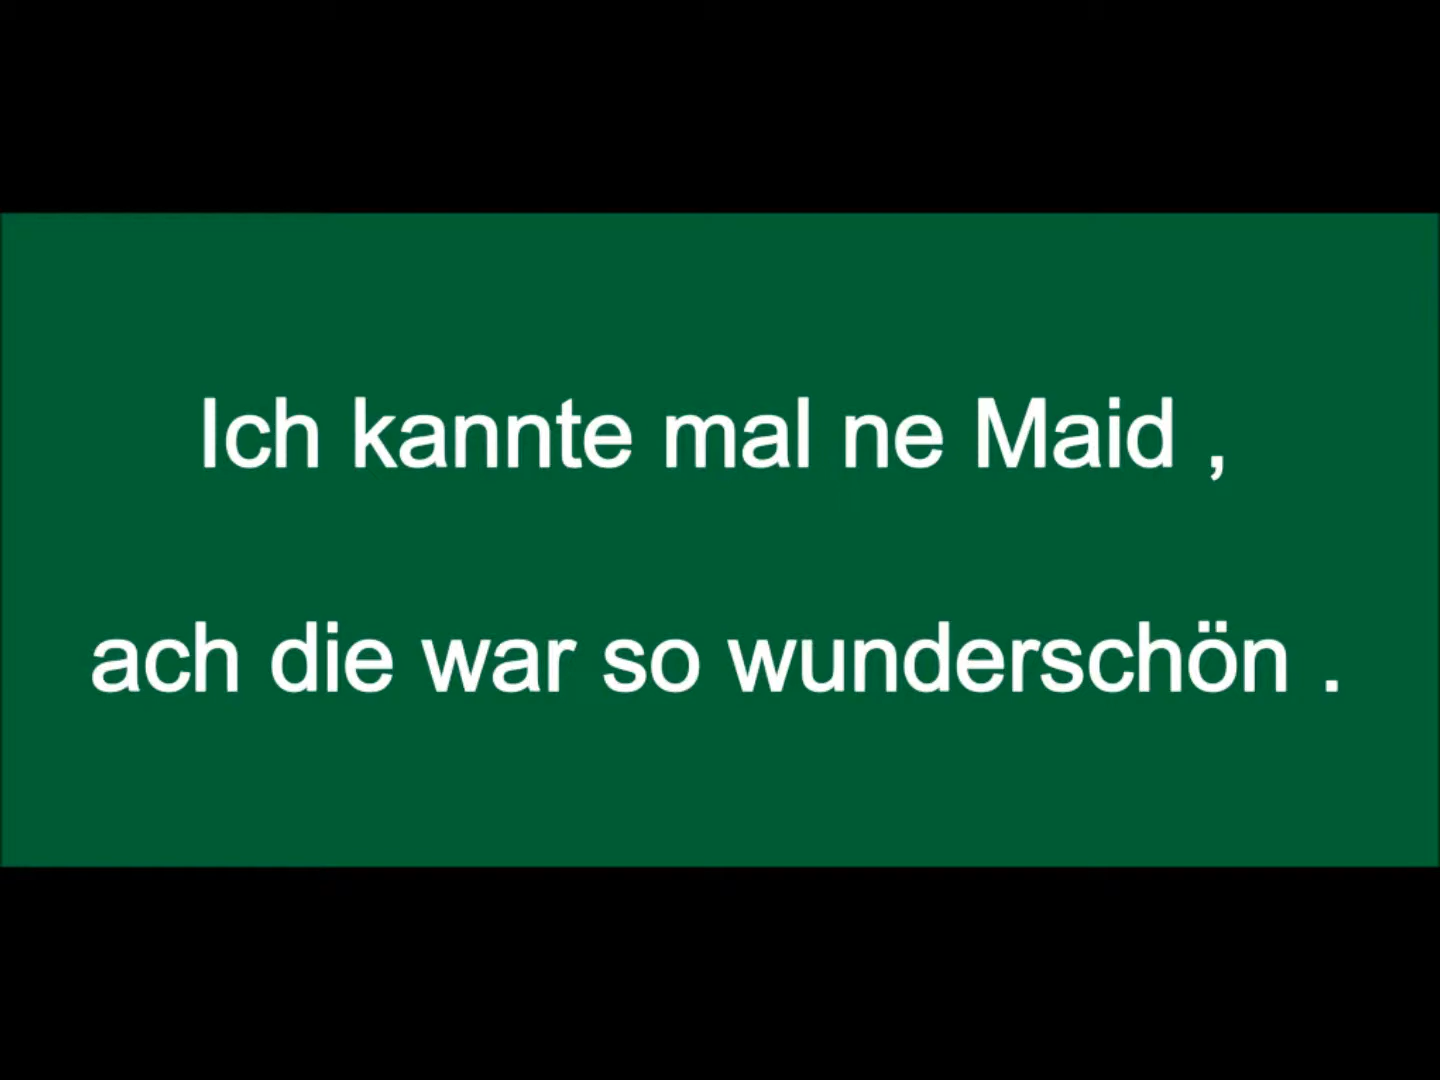 Ich kannte mal ne Maid ,
ach die war so wunderschön .